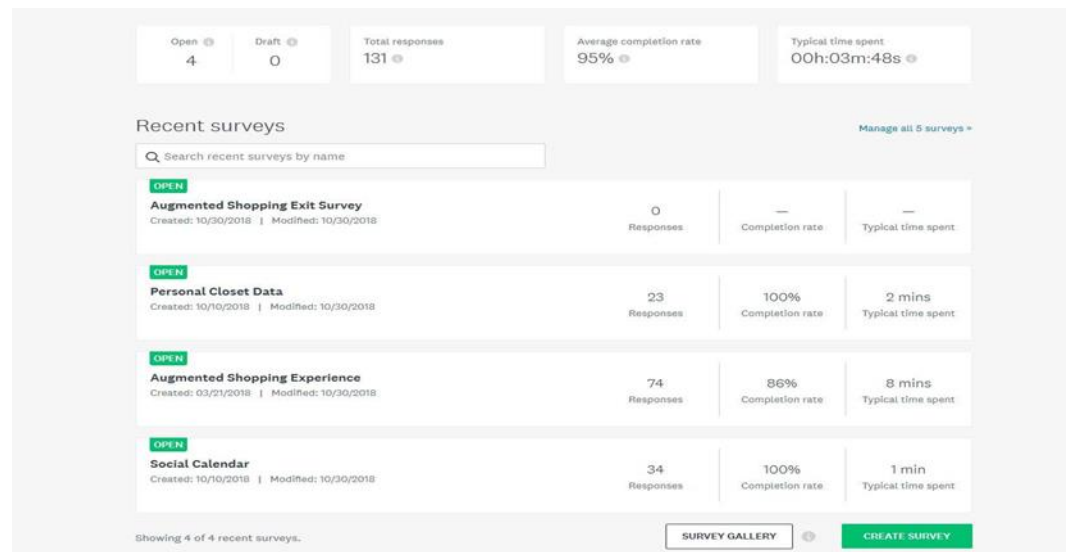 Open Draft Total responses Average completion rate Typical time spent
4 0 131 95% 00h:03m:48s
Recent surveys
Manage all 5 surveys »
Search recent surveys by name
OPEN
Augmented Shopping Exit Survey
Created: 10/30/2018 | Modified: 10/30/2018
0 — —
Responses Completion rate Typical time spent
OPEN
Personal Closet Data
Created: 10/10/2018 | Modified: 10/30/2018
23 100% 2 mins
Responses Completion rate Typical time spent
OPEN
Augmented Shopping Experience
Created: 03/21/2018 | Modified: 10/30/2018
74 86% 8 mins
Responses Completion rate Typical time spent
OPEN
Social Calendar
Created: 10/10/2018 | Modified: 10/30/2018
34 100% 1 min
Responses Completion rate Typical time spent
Showing 4 of 4 recent surveys.
SURVEY GALLERY
CREATE SURVEY